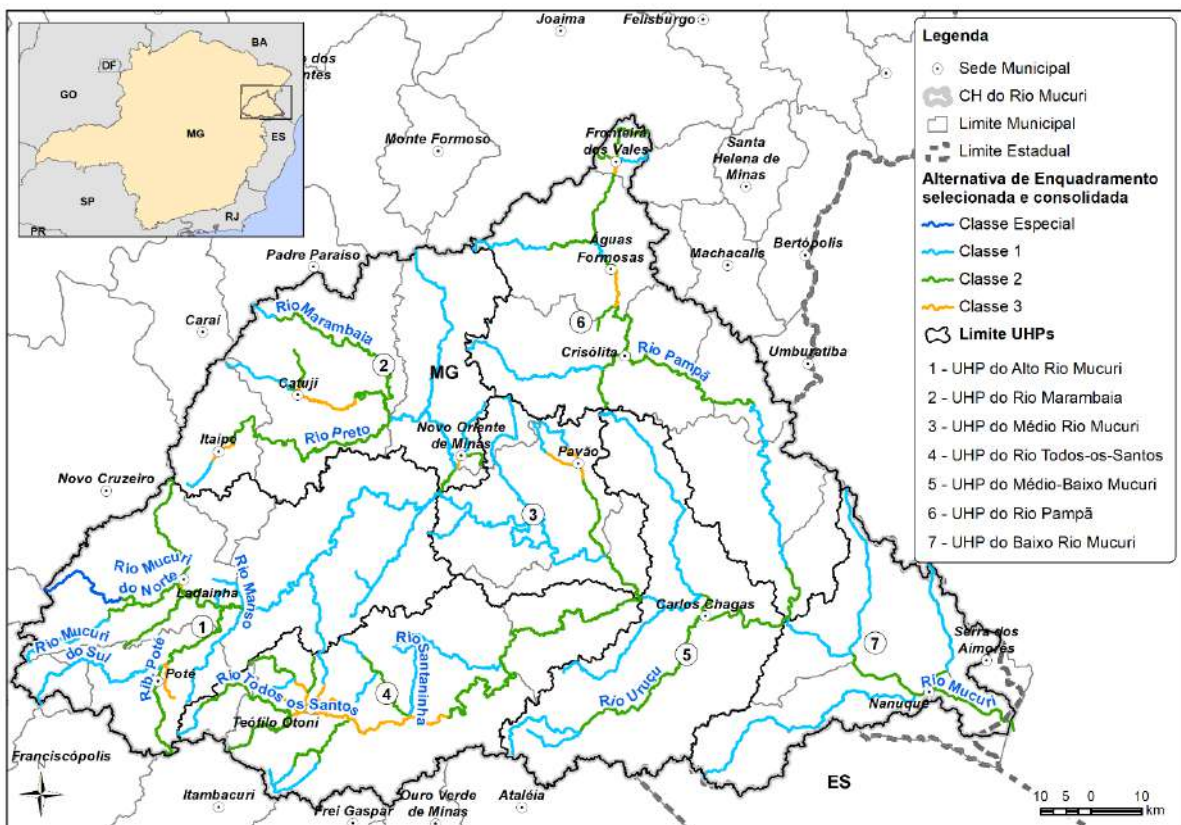 BA
DF
GO
MG
ES
SP
RJ
PR
Joaíma
Felisburgo
Monte Formoso
Fronteira
dos Vales
Santa
Helena de
Minas
Águas
Formosas
Machacalis
Bertópolis
Padre Paraíso
Rio Marambaia
Caraí
6
Crisólita
Rio Pampã
Umburatiba
2
MG
Catuji
Itaipé
Rio Preto
Novo Oriente
de Minas
Pavão
Novo Cruzeiro
3
Rio Mucuri
do Norte
Ladainha
Rio Manso
Carlos Chagas
1
Rio Mucuri
do Sul
Rib. Poté
Poté
Rio Santaninha
5
7
Serra dos
Aimorés
Rio Todos os Santos
4
Rio Uruçu
Rio Mucuri
Nanuque
Teófilo Otoni
Franciscópolis
Itambacuri
Frei Gaspar
Ouro Verde
de Minas
Ataléia
ES
10 5 0 10
km
Legenda
Sede Municipal
CH do Rio Mucuri
Limite Municipal
Limite Estadual
Alternativa de Enquadramento
selecionada e consolidada
Classe Especial
Classe 1
Classe 2
Classe 3
Limite UHPs
1 - UHP do Alto Rio Mucuri
2 - UHP do Rio Marambaia
3 - UHP do Médio Rio Mucuri
4 - UHP do Rio Todos-os-Santos
5 - UHP do Médio-Baixo Mucuri
6 - UHP do Rio Pampã
7 - UHP do Baixo Rio Mucuri